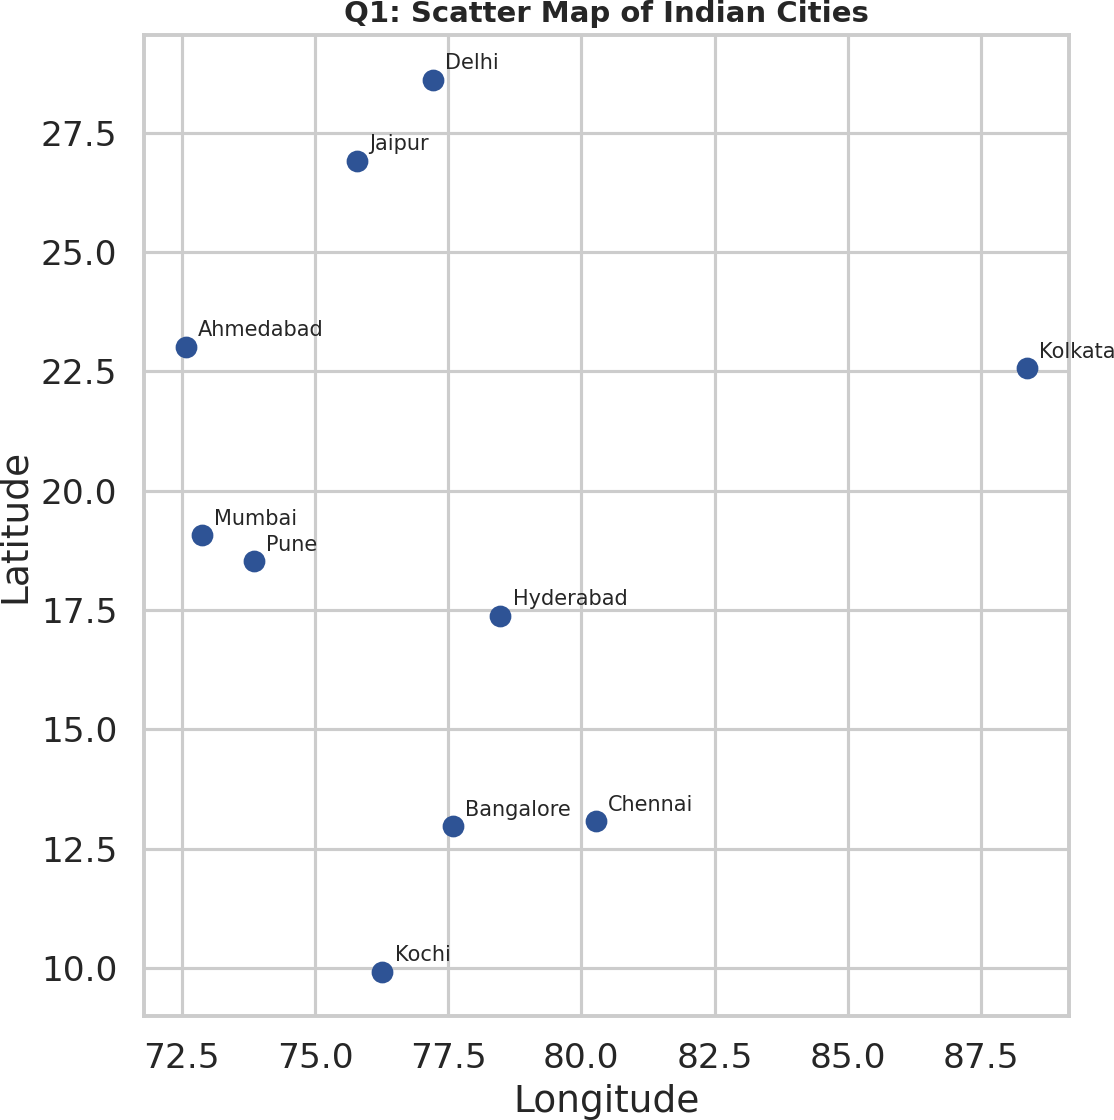 Q1: Scatter Map of Indian Cities
Delhi
27.5
Jaipur
25.0
Ahmedabad
Kolkata
22.5
20.0
Mumbai
Pune
Latitude
Hyderabad
17.5
15.0
Bangalore
Chennai
12.5
Kochi
10.0
72.5 75.0 77.5 80.0 82.5 85.0 87.5
Longitude